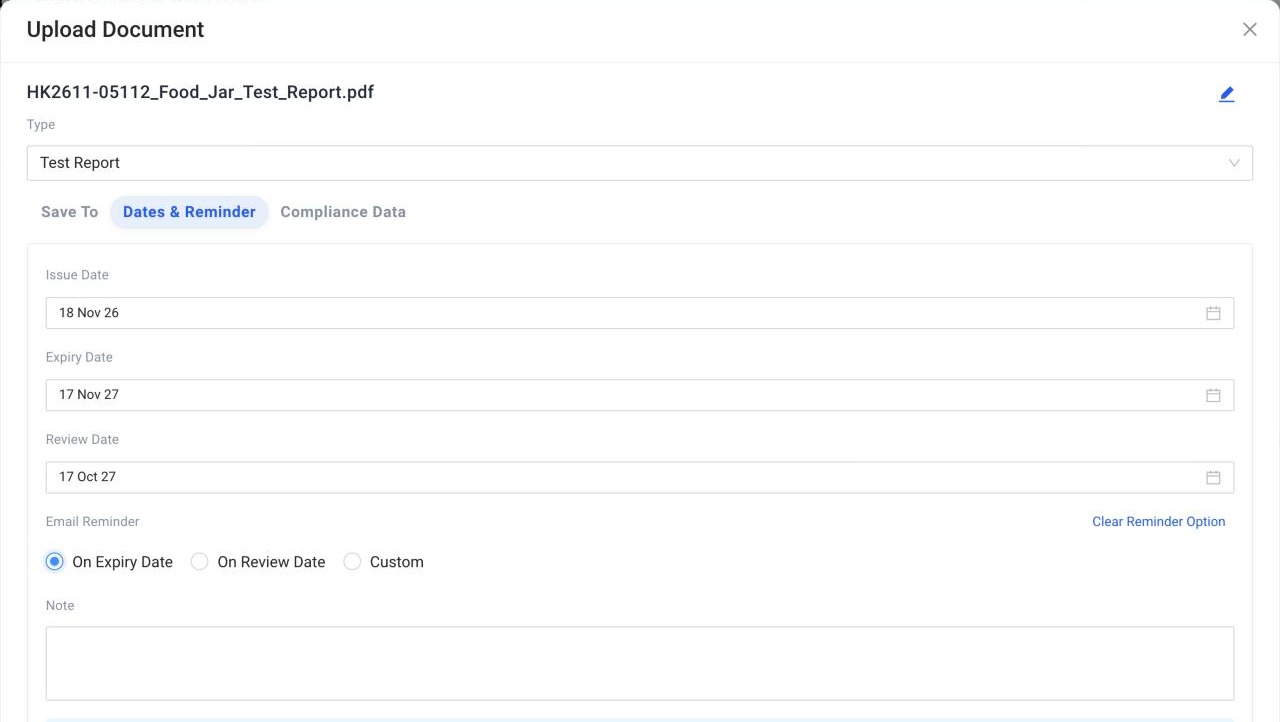 Upload Document
HK2611-05112_Food_Jar_Test_Report.pdf
Type
Test Report
Save To
Dates & Reminder
Compliance Data
Issue Date
18 Nov 26
Expiry Date
17 Nov 27
Review Date
17 Oct 27
Email Reminder
Clear Reminder Option
On Expiry Date
On Review Date
Custom
Note